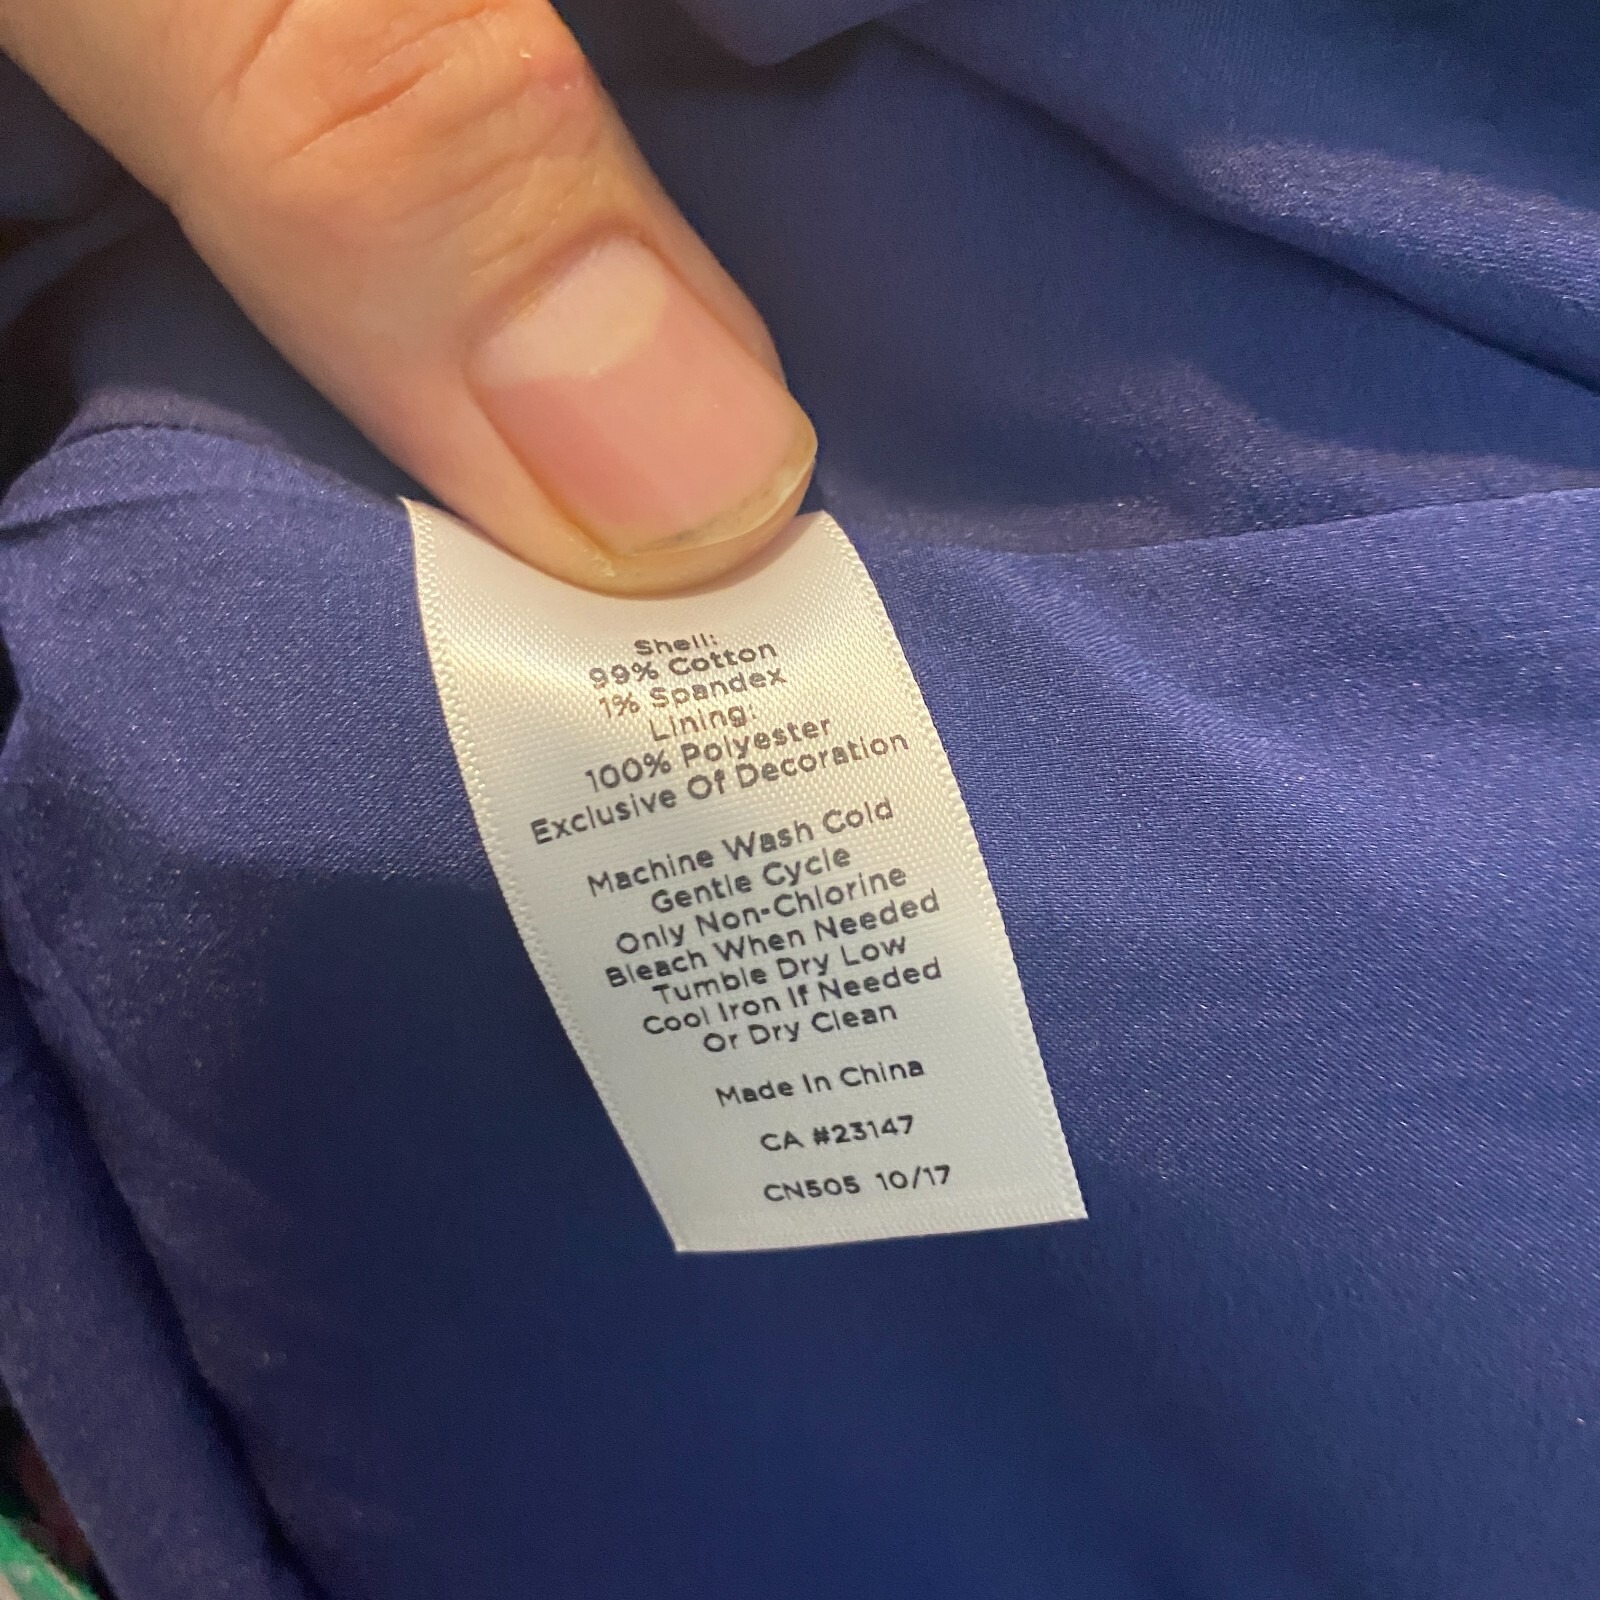 Shell:
99% Cotton
1% Spandex
Lining:
100% Polyester
Exclusive Of Decoration
Machine Wash Cold
Gentle Cycle
Only Non-Chlorine
Bleach When Needed
Tumble Dry Low
Cool Iron If Needed
Or Dry Clean
Made In China
CA #23147
CN505 10/17